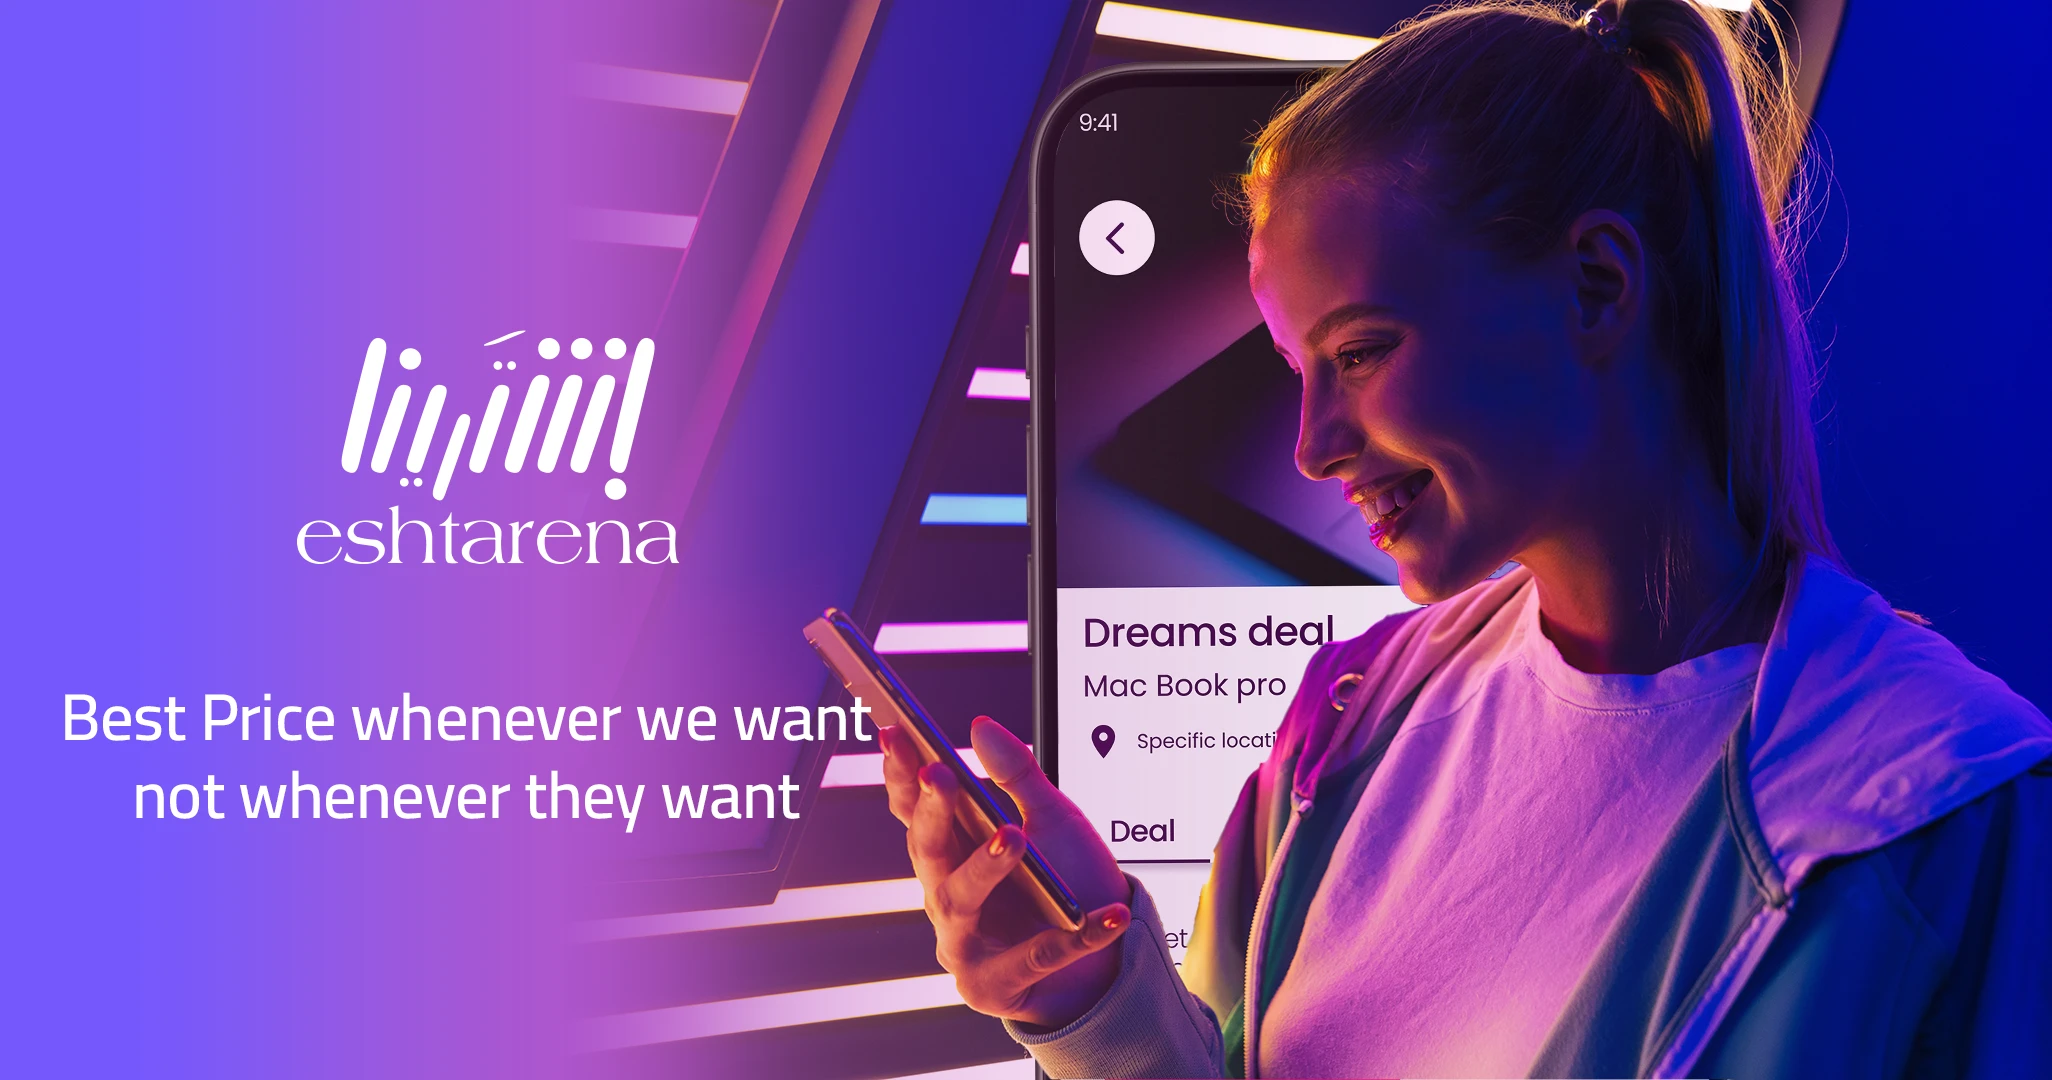 إشترينا
eshtarena
Best Price whenever we want
not whenever they want
9:41
Dreams deal
Mac Book pro
Specific
Deal